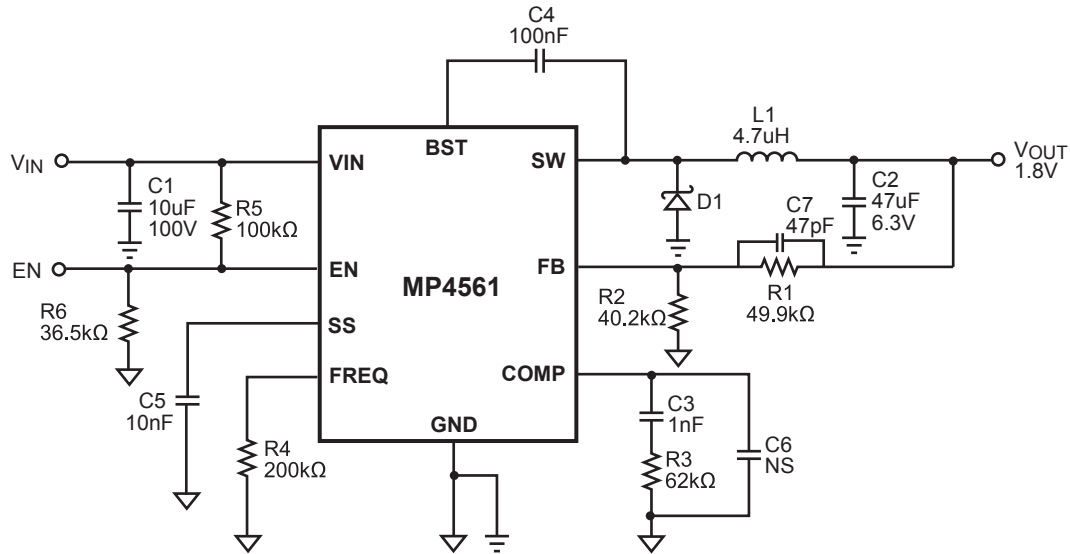 C4
100nF
L1
4.7uH
BST
VIN
VIN
SW
VOUT
1.8V
C1
10uF
100V
R5
100kΩ
D1
C2
47uF
6.3V
C7
47pF
EN
EN
FB
MP4561
R1
49.9kΩ
R2
40.2kΩ
R6
36.5kΩ
SS
FREQ
COMP
C5
10nF
GND
C3
1nF
C6
NS
R4
200kΩ
R3
62kΩ